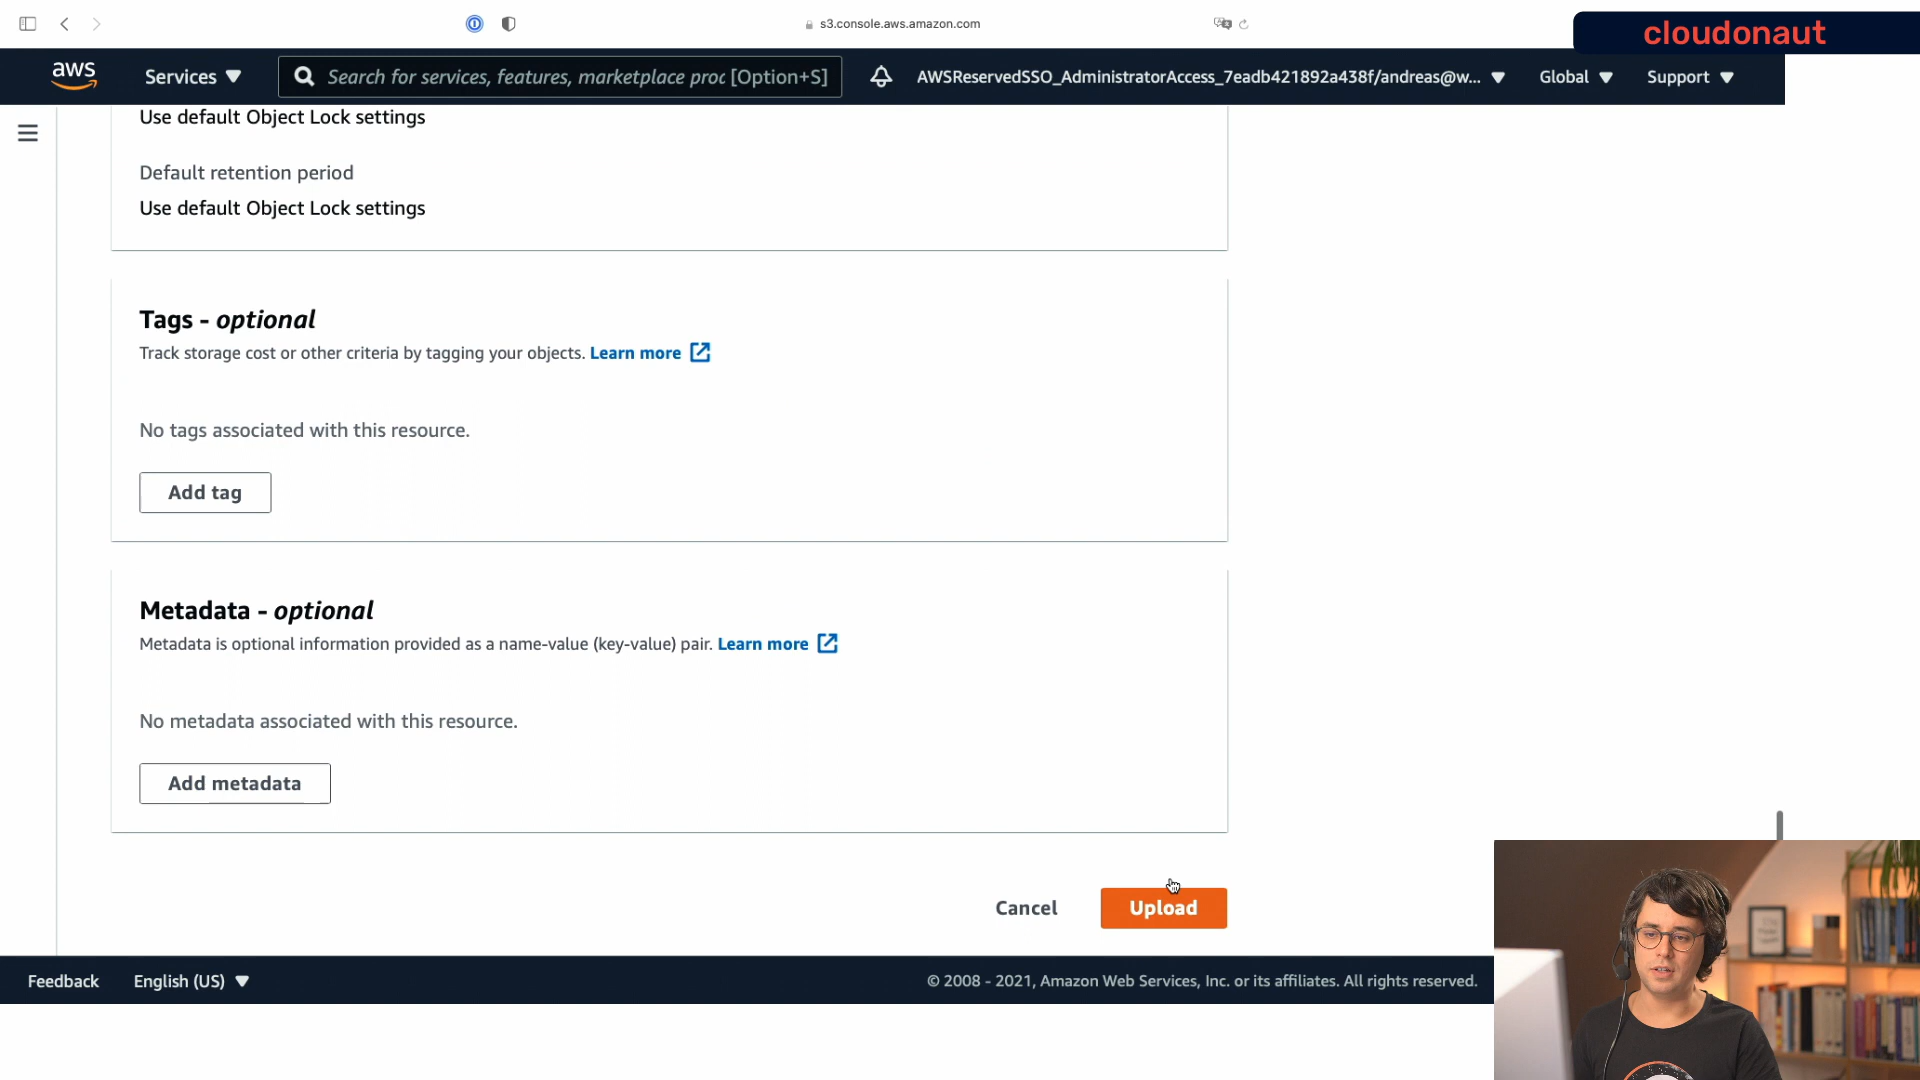 s3.console.aws.amazon.com
cloudonaut
aws
Services
Search for services, features, marketplace proc [Option+S]
AWSReservedSSO_AdministratorAccess_7eadb421892a438f/andreas@w...
Global
Support
Use default Object Lock settings
Default retention period
Use default Object Lock settings
Tags - optional
Track storage cost or other criteria by tagging your objects. Learn more
No tags associated with this resource.
Add tag
Metadata - optional
Metadata is optional information provided as a name-value (key-value) pair. Learn more
No metadata associated with this resource.
Add metadata
Cancel
Upload
Feedback
English (US)
© 2008 - 2021, Amazon Web Services, Inc. or its affiliates. All rights reserved.